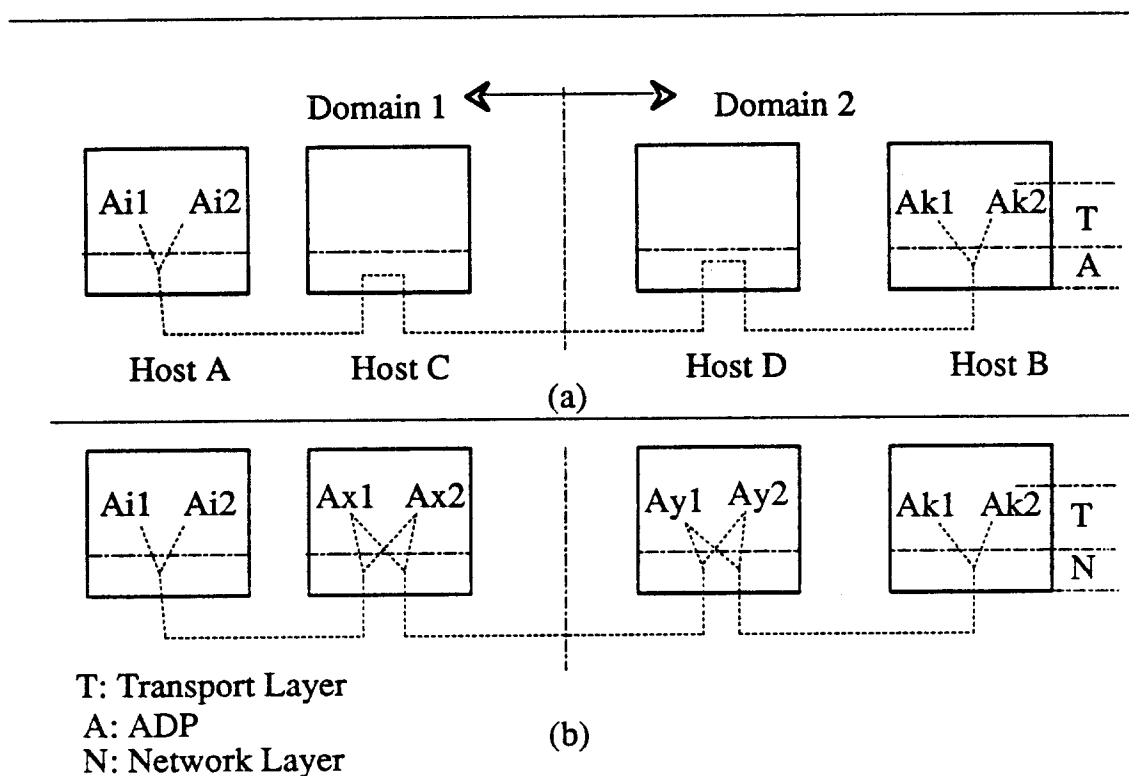 Domain 1 Domain 2
Ai1 Ai2 Ak1 Ak2 T
A
Host A Host C Host D Host B
(a)
Ai1 Ai2 Ax1 Ax2 Ay1 Ay2 Ak1 Ak2 T
N
T: Transport Layer
A: ADP
(b)
N: Network Layer